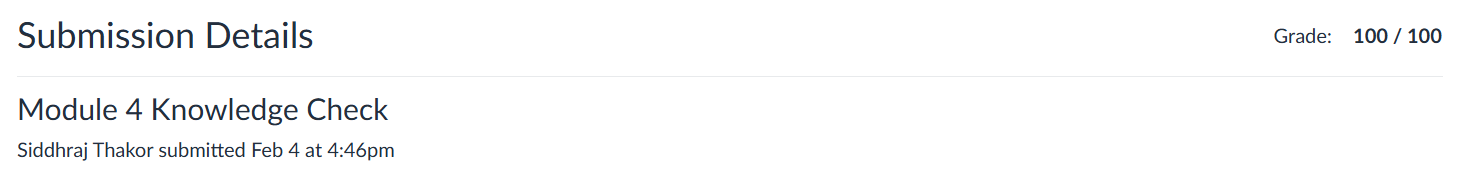 Submission Details
Grade: 100 / 100
Module 4 Knowledge Check
Siddhraj Thakor submitted Feb 4 at 4:46pm